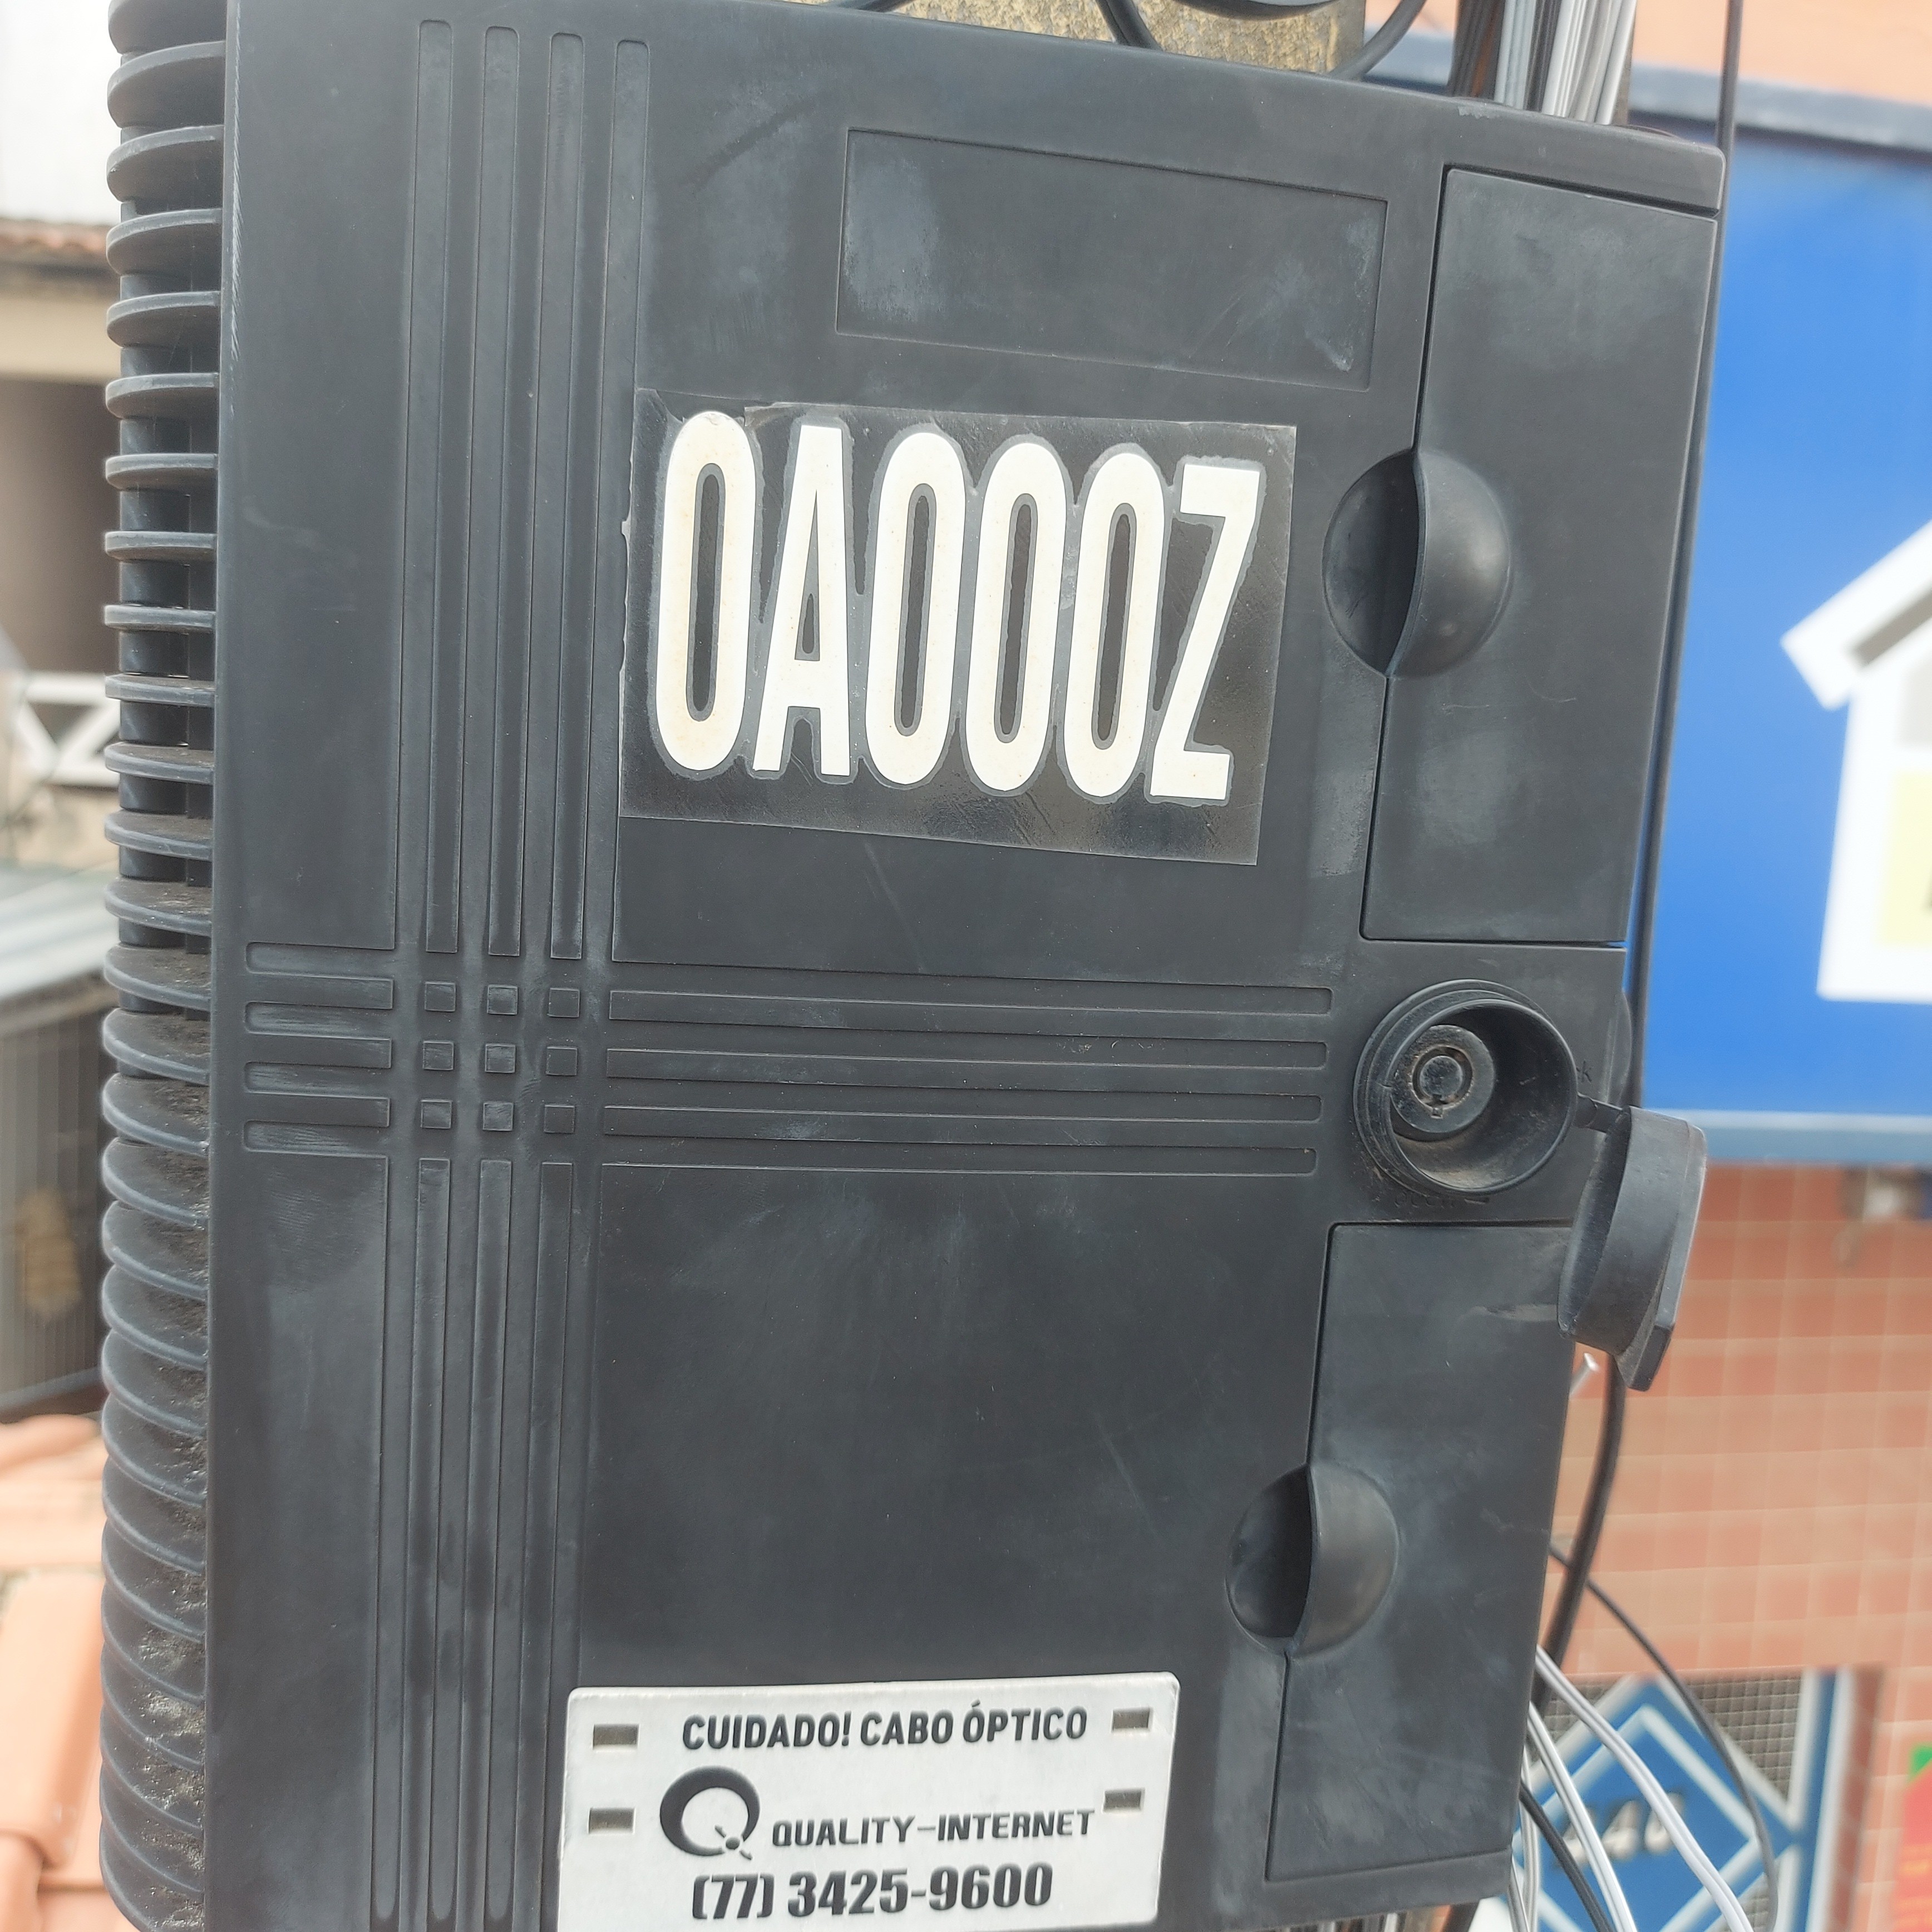 0A000Z
CUIDADO! CABO ÓPTICO
QUALITY-INTERNET
(77) 3425-9600